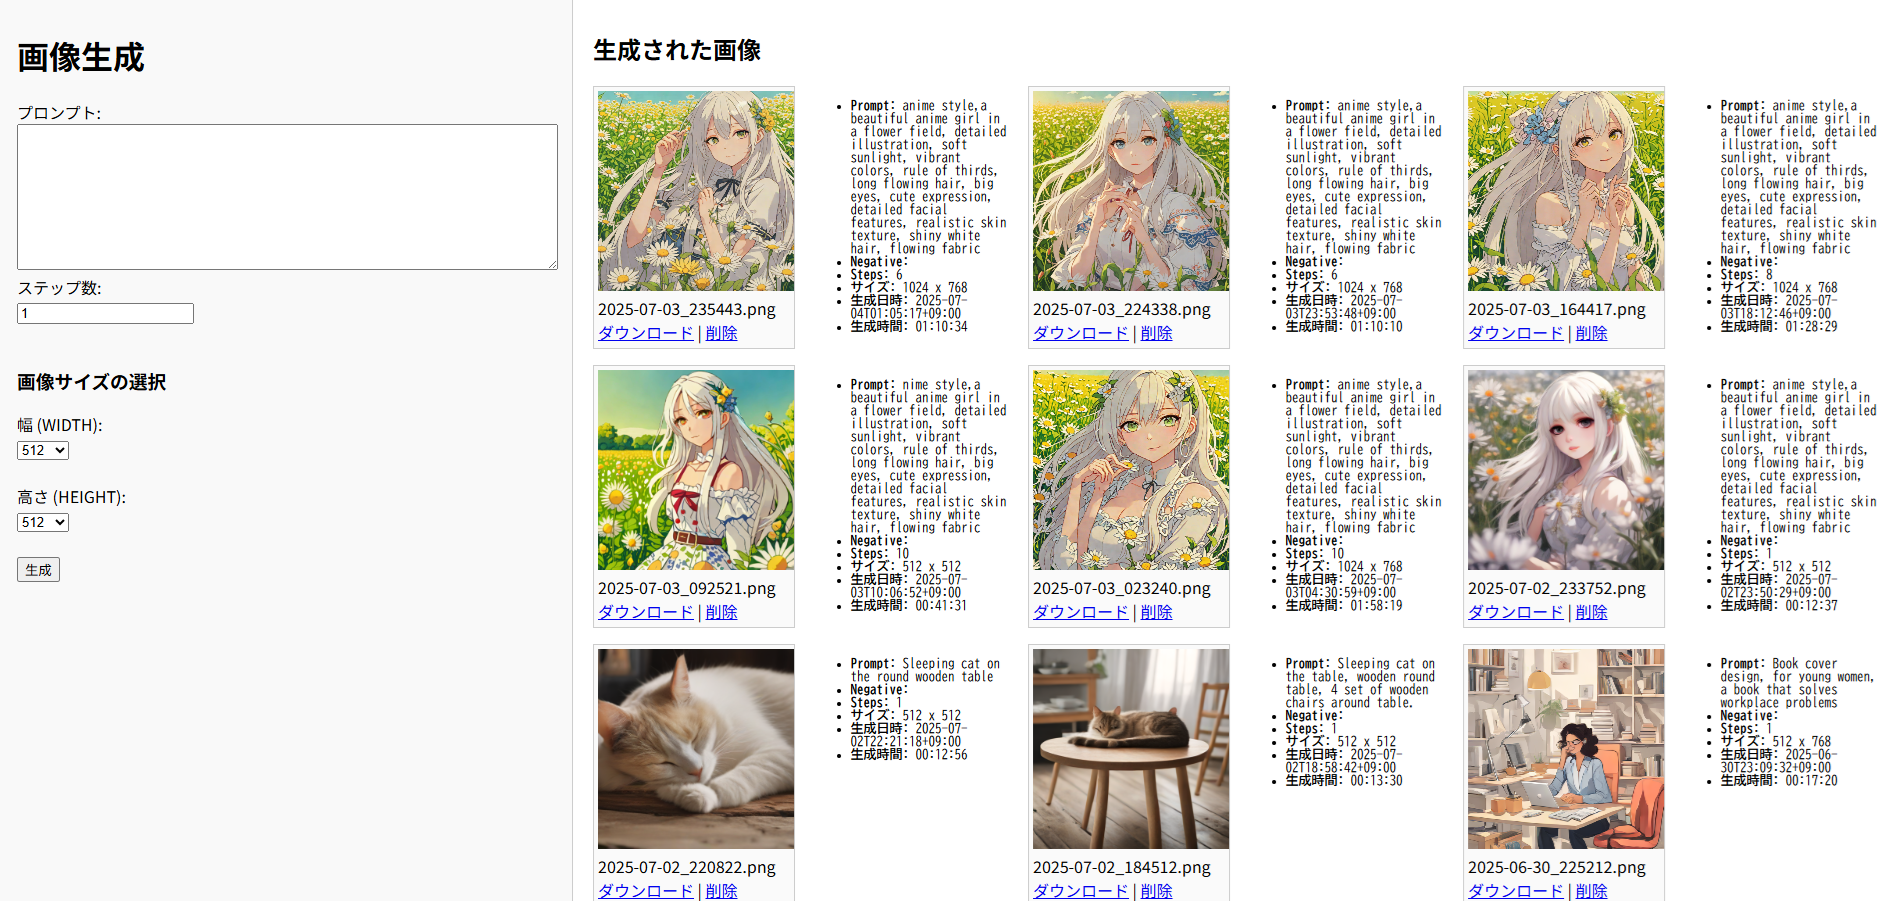 画像生成
プロンプト:
ステップ数:
1
画像サイズの選択
幅 (WIDTH):
512
高さ (HEIGHT):
512
生成
生成された画像
2025-07-03_235443.png
ダウンロード | 削除
Prompt: anime style,a
beautiful anime girl in
a flower field, detailed
illustration, soft
sunlight, vibrant
colors, rule of thirds,
long flowing hair, big
eyes, cute expression,
detailed facial
features, realistic skin
texture, shiny white
hair, flowing fabric
Negative:
Steps: 6
サイズ: 1024 x 768
生成日時: 2025-07-
04T01:05:17+09:00
生成時間: 01:10:34
2025-07-03_224338.png
ダウンロード | 削除
Prompt: anime style,a
beautiful anime girl in
a flower field, detailed
illustration, soft
sunlight, vibrant
colors, rule of thirds,
long flowing hair, big
eyes, cute expression,
detailed facial
features, realistic skin
texture, shiny white
hair, flowing fabric
Negative:
Steps: 6
サイズ: 1024 x 768
生成日時: 2025-07-
03T23:53:48+09:00
生成時間: 01:10:10
2025-07-03_164417.png
ダウンロード | 削除
Prompt: anime style,a
beautiful anime girl in
a flower field, detailed
illustration, soft
sunlight, vibrant
colors, rule of thirds,
long flowing hair, big
eyes, cute expression,
detailed facial
features, realistic skin
texture, shiny white
hair, flowing fabric
Negative:
Steps: 8
サイズ: 1024 x 768
生成日時: 2025-07-
03T18:12:46+09:00
生成時間: 01:28:29
2025-07-03_092521.png
ダウンロード | 削除
Prompt: nime style,a
beautiful anime girl in
a flower field, detailed
illustration, soft
sunlight, vibrant
colors, rule of thirds,
long flowing hair, big
eyes, cute expression,
detailed facial
features, realistic skin
texture, shiny white
hair, flowing fabric
Negative:
Steps: 10
サイズ: 512 x 512
生成日時: 2025-07-
03T10:06:52+09:00
生成時間: 00:41:31
2025-07-03_023240.png
ダウンロード | 削除
Prompt: anime style,a
beautiful anime girl in
a flower field, detailed
illustration, soft
sunlight, vibrant
colors, rule of thirds,
long flowing hair, big
eyes, cute expression,
detailed facial
features, realistic skin
texture, shiny white
hair, flowing fabric
Negative:
Steps: 10
サイズ: 1024 x 768
生成日時: 2025-07-
03T04:30:59+09:00
生成時間: 01:58:19
2025-07-02_233752.png
ダウンロード | 削除
Prompt: anime style,a
beautiful anime girl in
a flower field, detailed
illustration, soft
sunlight, vibrant
colors, rule of thirds,
long flowing hair, big
eyes, cute expression,
detailed facial
features, realistic skin
texture, shiny white
hair, flowing fabric
Negative:
Steps: 1
サイズ: 512 x 512
生成日時: 2025-07-
02T23:50:29+09:00
生成時間: 00:12:37
2025-07-02_220822.png
ダウンロード | 削除
Prompt: Sleeping cat on
the round wooden table
Negative:
Steps: 1
サイズ: 512 x 512
生成日時: 2025-07-
02T22:21:18+09:00
生成時間: 00:12:56
2025-07-02_184512.png
ダウンロード | 削除
Prompt: Sleeping cat on
the table, wooden round
table, 4 set of wooden
chairs around table.
Negative:
Steps: 1
サイズ: 512 x 512
生成日時: 2025-07-
02T18:58:42+09:00
生成時間: 00:13:30
2025-06-30_225212.png
ダウンロード | 削除
Prompt: Book cover
design, for young women,
a book that solves
workplace problems
Negative:
Steps: 1
サイズ: 512 x 768
生成日時: 2025-06-
30T23:09:32+09:00
生成時間: 00:17:20